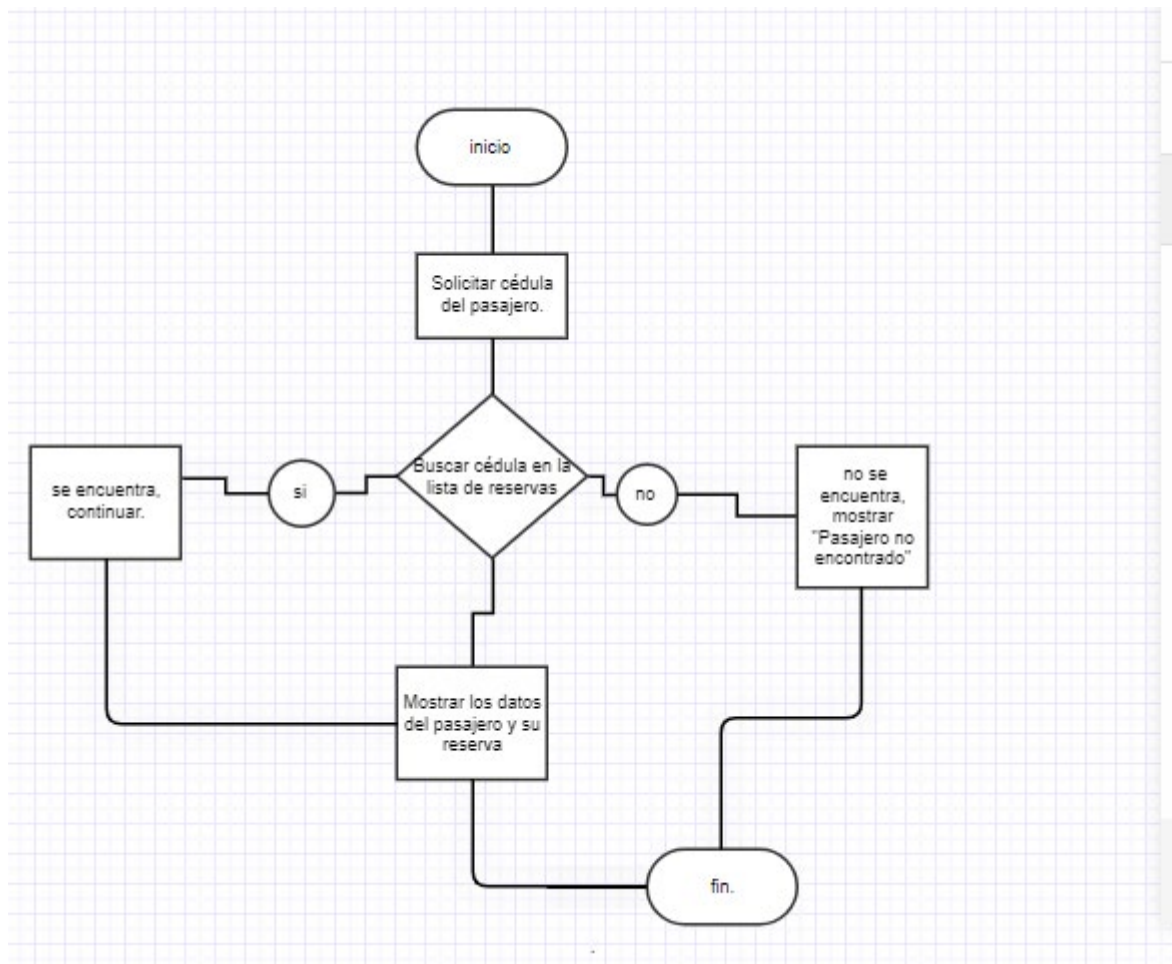 inicio
Solicitar cédula
del pasajero.
Buscar cédula en la
lista de reservas
si
no
se encuentra,
continuar.
no se
encuentra,
mostrar
"Pasajero no
encontrado"
Mostrar los datos
del pasajero y su
reserva
fin.